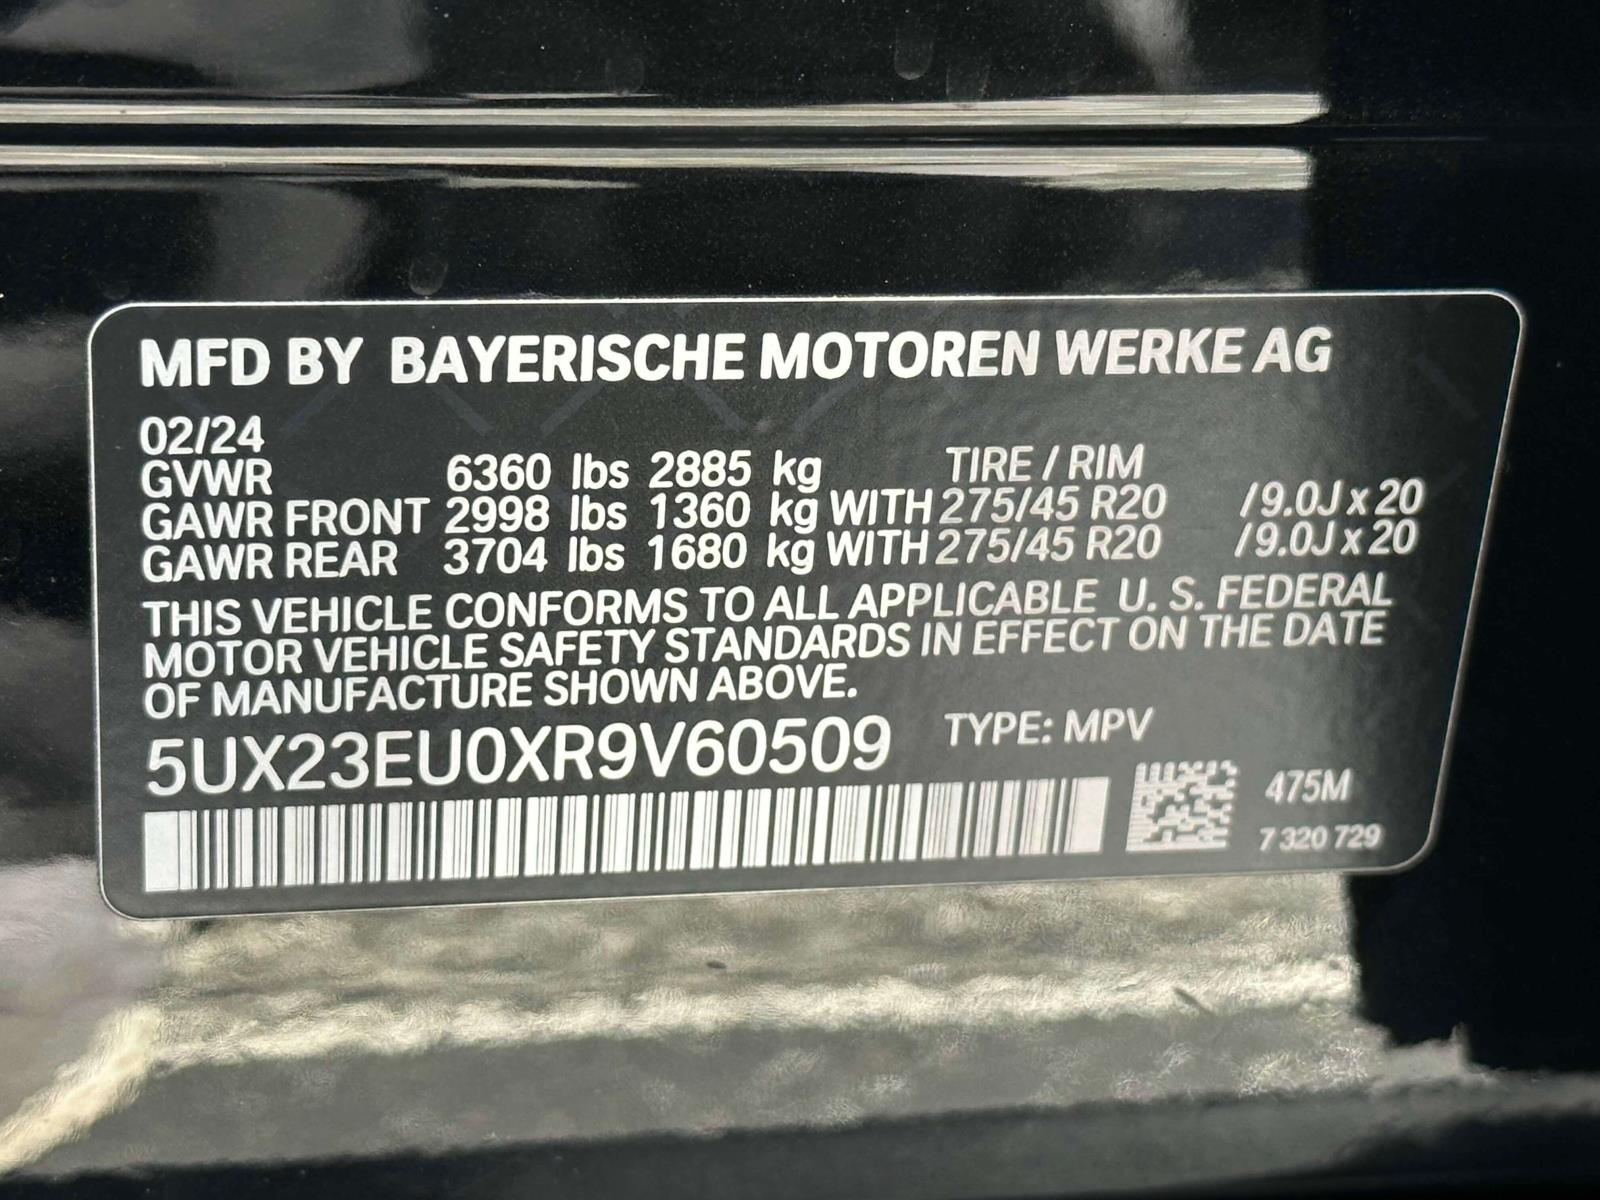 MFD BY BAYERISCHE MOTOREN WERKE AG
02/24
GVWR 6360 lbs 2885 kg TIRE / RIM
GAWR FRONT 2998 lbs 1360 kg WITH 275/45 R20 /9.0J x 20
GAWR REAR 3704 lbs 1680 kg WITH 275/45 R20 /9.0J x 20
THIS VEHICLE CONFORMS TO ALL APPLICABLE U. S. FEDERAL
MOTOR VEHICLE SAFETY STANDARDS IN EFFECT ON THE DATE
OF MANUFACTURE SHOWN ABOVE.
5UX23EU0XR9V60509 TYPE: MPV
475M
7 320 729